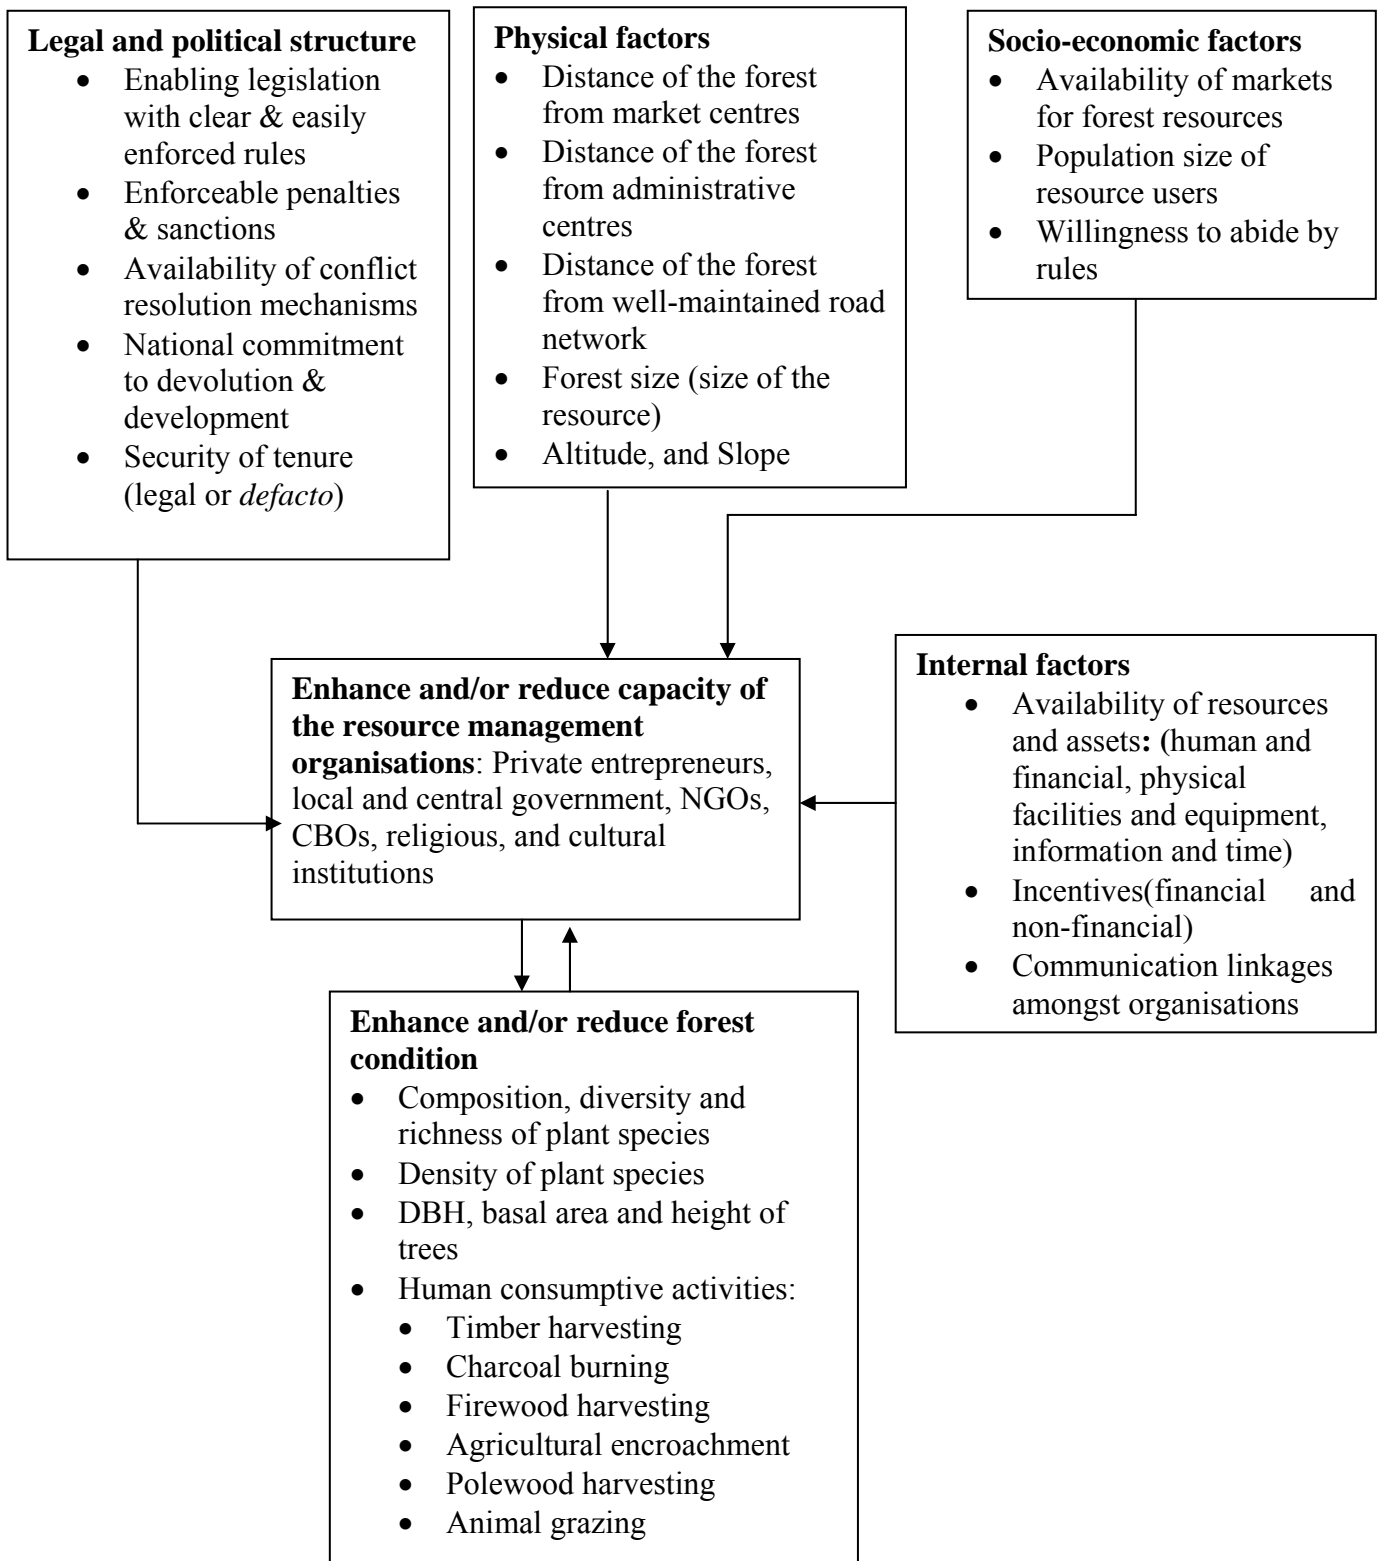 Legal and political structure
• Enabling legislation
with clear & easily
enforced rules
• Enforceable penalties
& sanctions
• Availability of conflict
resolution mechanisms
• National commitment
to devolution &
development
• Security of tenure
(legal or defacto)
Physical factors
• Distance of the forest
from market centres
• Distance of the forest
from administrative
centres
• Distance of the forest
from well-maintained road
network
• Forest size (size of the
resource)
• Altitude, and Slope
Socio-economic factors
• Availability of markets
for forest resources
• Population size of
resource users
• Willingness to abide by
rules
Enhance and/or reduce capacity of
the resource management
organisations: Private entrepreneurs,
local and central government, NGOs,
CBOs, religious, and cultural
institutions
Internal factors
• Availability of resources
and assets: (human and
financial, physical
facilities and equipment,
information and time)
• Incentives(financial and
non-financial)
• Communication linkages
amongst organisations
Enhance and/or reduce forest
condition
• Composition, diversity and
richness of plant species
• Density of plant species
• DBH, basal area and height of
trees
• Human consumptive activities:
• Timber harvesting
• Charcoal burning
• Firewood harvesting
• Agricultural encroachment
• Polewood harvesting
• Animal grazing